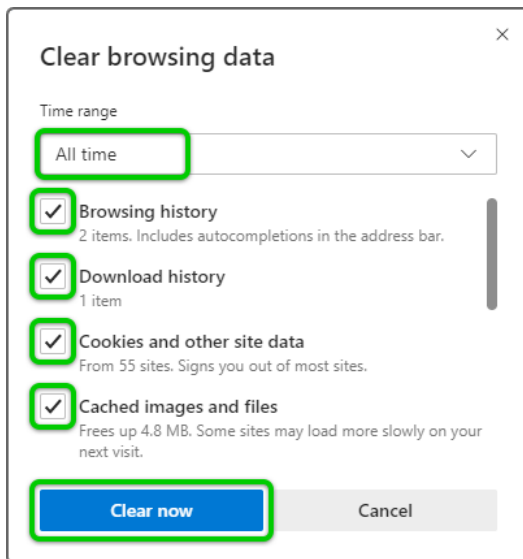 Clear browsing data
Time range
All time
Browsing history
2 items. Includes autocompletions in the address bar.
Download history
1 item
Cookies and other site data
From 55 sites. Signs you out of most sites.
Cached images and files
Frees up 4.8 MB. Some sites may load more slowly on your
next visit.
Clear now
Cancel